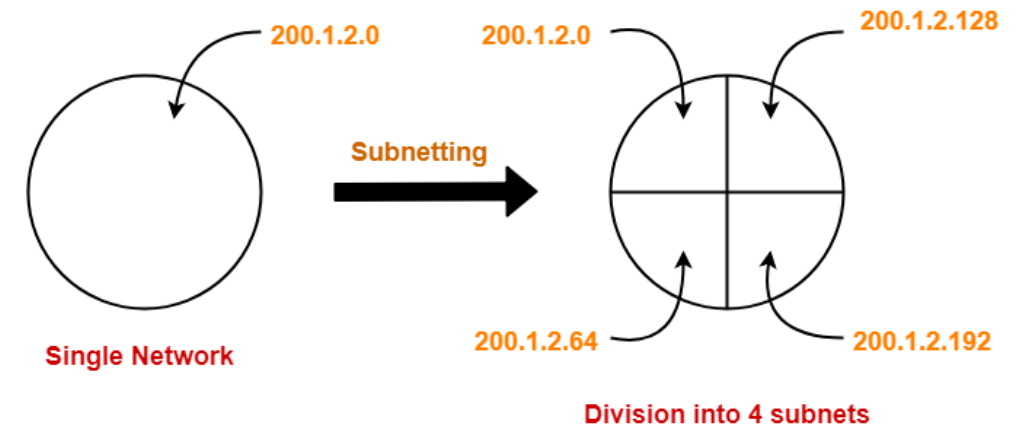 200.1.2.0
200.1.2.0
200.1.2.128
Subnetting
200.1.2.64
200.1.2.192
Single Network
Division into 4 subnets